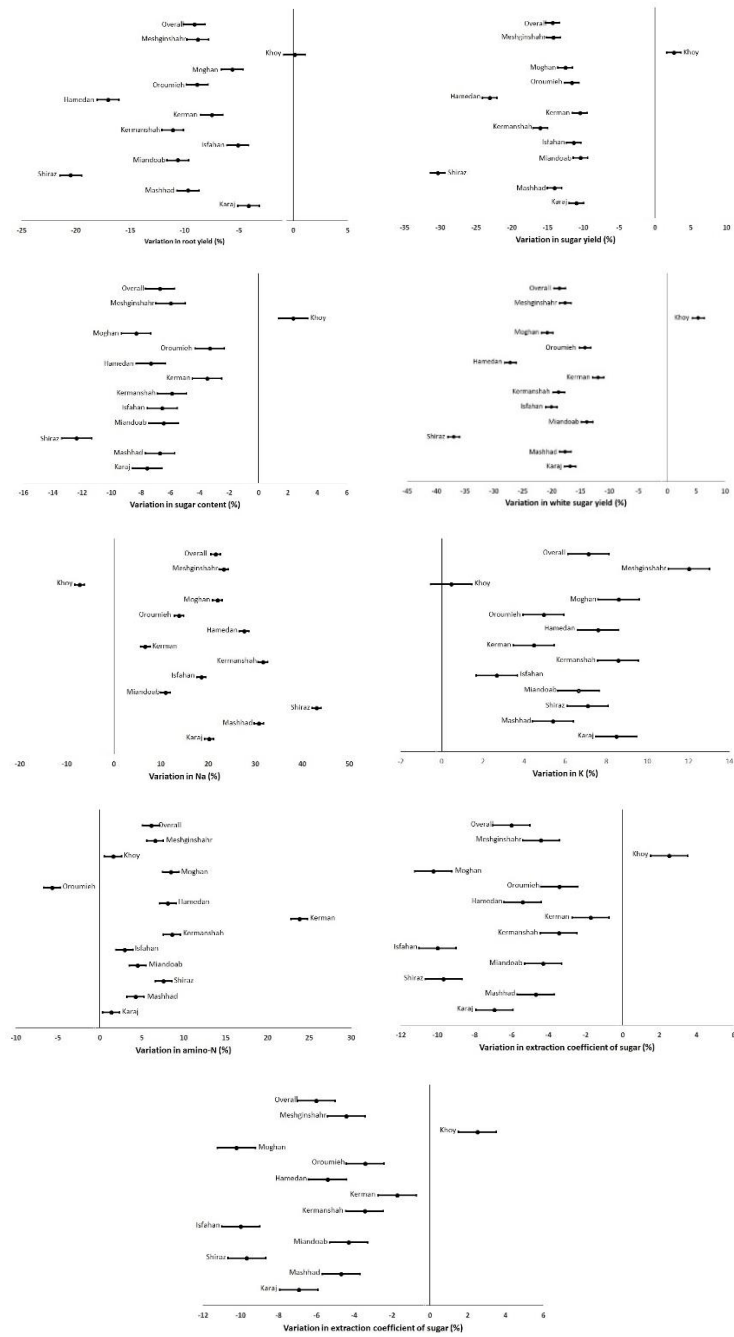 Overall
Meshginshahr
Khoy
Moghan
Oroumieh
Hamedan
Kerman
Kermanshah
Isfahan
Miandoab
Shiraz
Mashhad
Karaj
-25 -20 -15 -10 -5 0 5
Variation in root yield (%)
Overall
Meshginshahr
Khoy
Moghan
Oroumieh
Hamedan
Kerman
Kermanshah
Isfahan
Miandoab
Shiraz
Mashhad
Karaj
-35 -30 -25 -20 -15 -10 -5 0 5 10
Variation in sugar yield (%)
Overall
Meshginshahr
Khoy
Moghan
Oroumieh
Hamedan
Kerman
Kermanshah
Isfahan
Miandoab
Shiraz
Mashhad
Karaj
-16 -14 -12 -10 -8 -6 -4 -2 0 2 4 6
Variation in sugar content (%)
Overall
Meshginshahr
Khoy
Moghan
Oroumieh
Hamedan
Kerman
Kermanshah
Isfahan
Miandoab
Shiraz
Mashhad
Karaj
-45 -40 -35 -30 -25 -20 -15 -10 -5 0 5 10
Variation in white sugar yield (%)
Overall
Meshginshahr
Khoy
Moghan
Oroumieh
Hamedan
Kerman
Kermanshah
Isfahan
Miandoab
Shiraz
Mashhad
Karaj
-20 -10 0 10 20 30 40 50
Variation in Na (%)
Overall
Meshginshahr
Khoy
Moghan
Oroumieh
Hamedan
Kerman
Kermanshah
Isfahan
Miandoab
Shiraz
Mashhad
Karaj
-2 0 2 4 6 8 10 12 14
Variation in K (%)
Overall
Meshginshahr
Khoy
Moghan
Oroumieh
Hamedan
Kerman
Kermanshah
Isfahan
Miandoab
Shiraz
Mashhad
Karaj
-10 -5 0 5 10 15 20 25 30
Variation in amino-N (%)
Overall
Meshginshahr
Khoy
Moghan
Oroumieh
Hamedan
Kerman
Kermanshah
Isfahan
Miandoab
Shiraz
Mashhad
Karaj
-12 -10 -8 -6 -4 -2 0 2 4 6
Variation in extraction coefficient of sugar (%)
Overall
Meshginshahr
Khoy
Moghan
Oroumieh
Hamedan
Kerman
Kermanshah
Isfahan
Miandoab
Shiraz
Mashhad
Karaj
-12 -10 -8 -6 -4 -2 0 2 4 6
Variation in extraction coefficient of sugar (%)